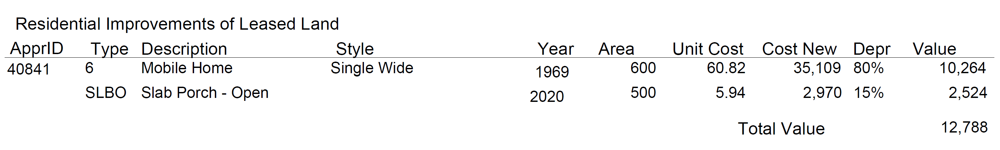 Residential Improvements of Leased Land
ApprID Type Description Style Year Area Unit Cost Cost New Depr Value
40841 6 Mobile Home Single Wide 1969 600 60.82 35,109 80% 10,264
SLBO Slab Porch - Open 2020 500 5.94 2,970 15% 2,524
Total Value 12,788